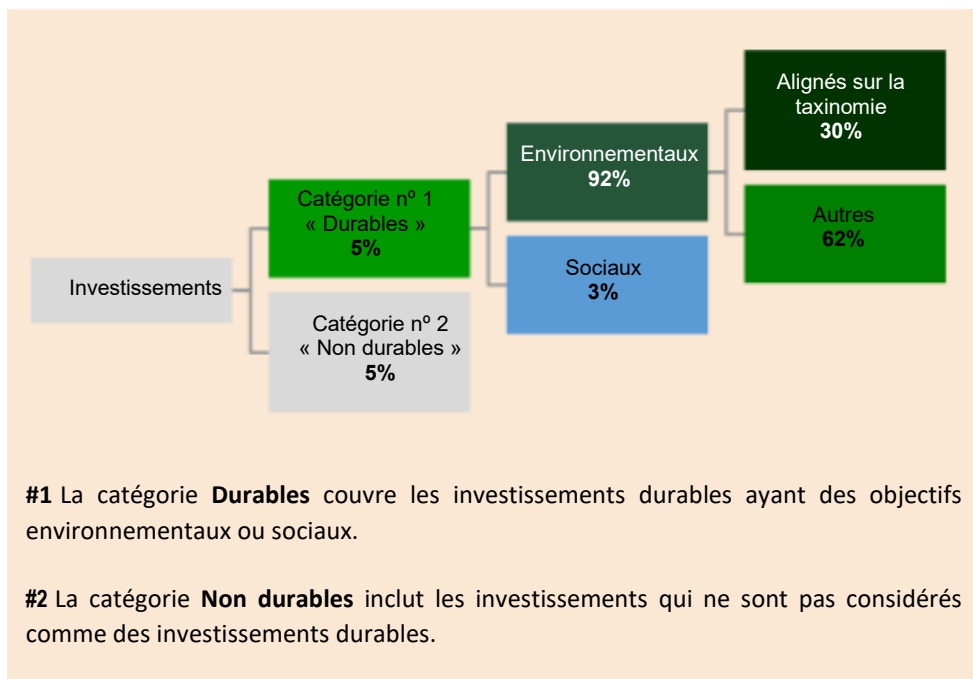 Alignés sur la
taxinomie
30%
Environnementaux
92%
Catégorie nº 1
« Durables »
5%
Autres
62%
Sociaux
3%
Investissements
Catégorie nº 2
« Non durables »
5%
#1 La catégorie Durables couvre les investissements durables ayant des objectifs
environnementaux ou sociaux.
#2 La catégorie Non durables inclut les investissements qui ne sont pas considérés
comme des investissements durables.